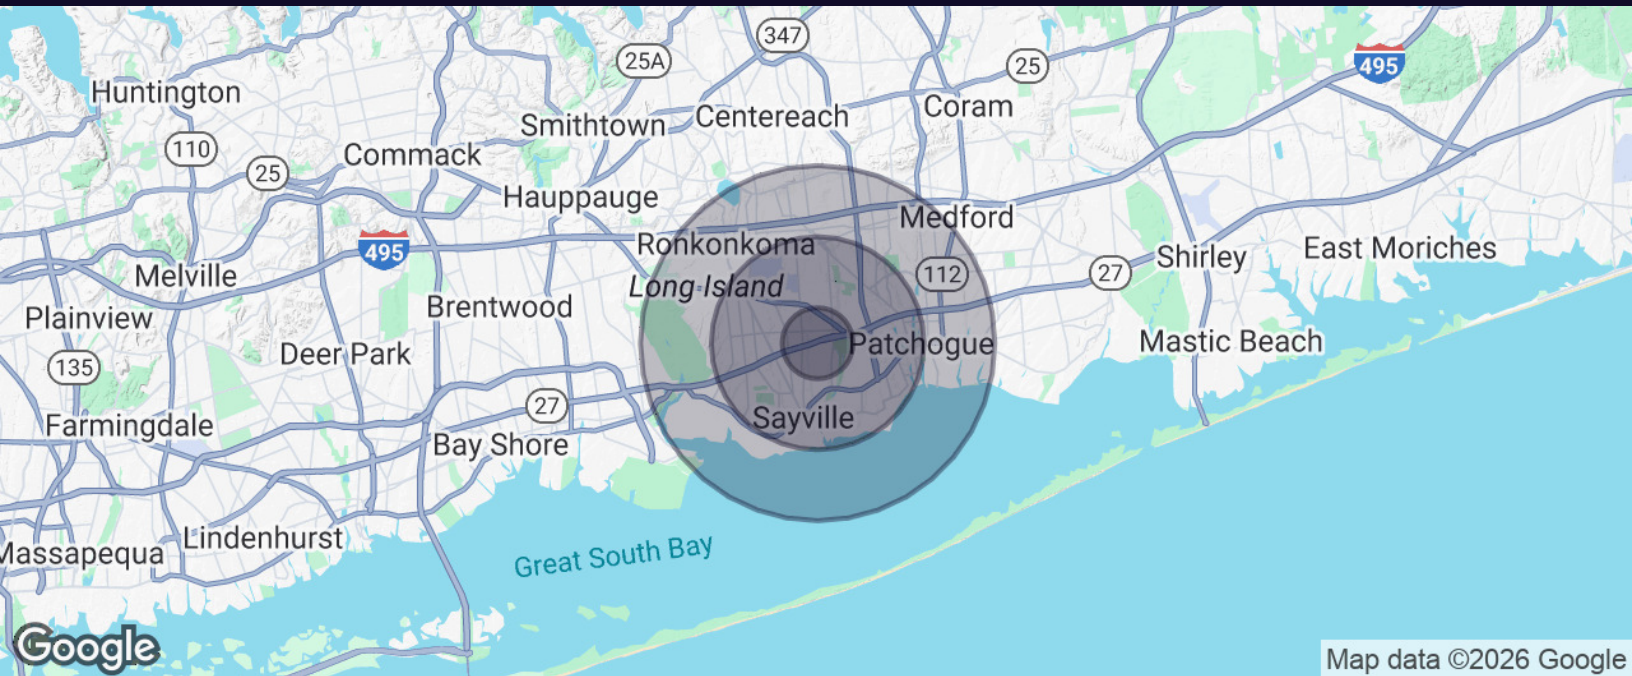 347
25A
25
495
Huntington
Coram
Centereach
Smithtown
110
Commack
25
Hauppauge
Medford
Ronkonkoma
495
Shirley
East Moriches
Melville
112
27
Long Island
Brentwood
Plainview
Patchogue
Mastic Beach
Deer Park
135
27
Sayville
Farmingdale
Bay Shore
Lindenhurst
Massapequa
Great South Bay
Google
Map data ©2026 Google